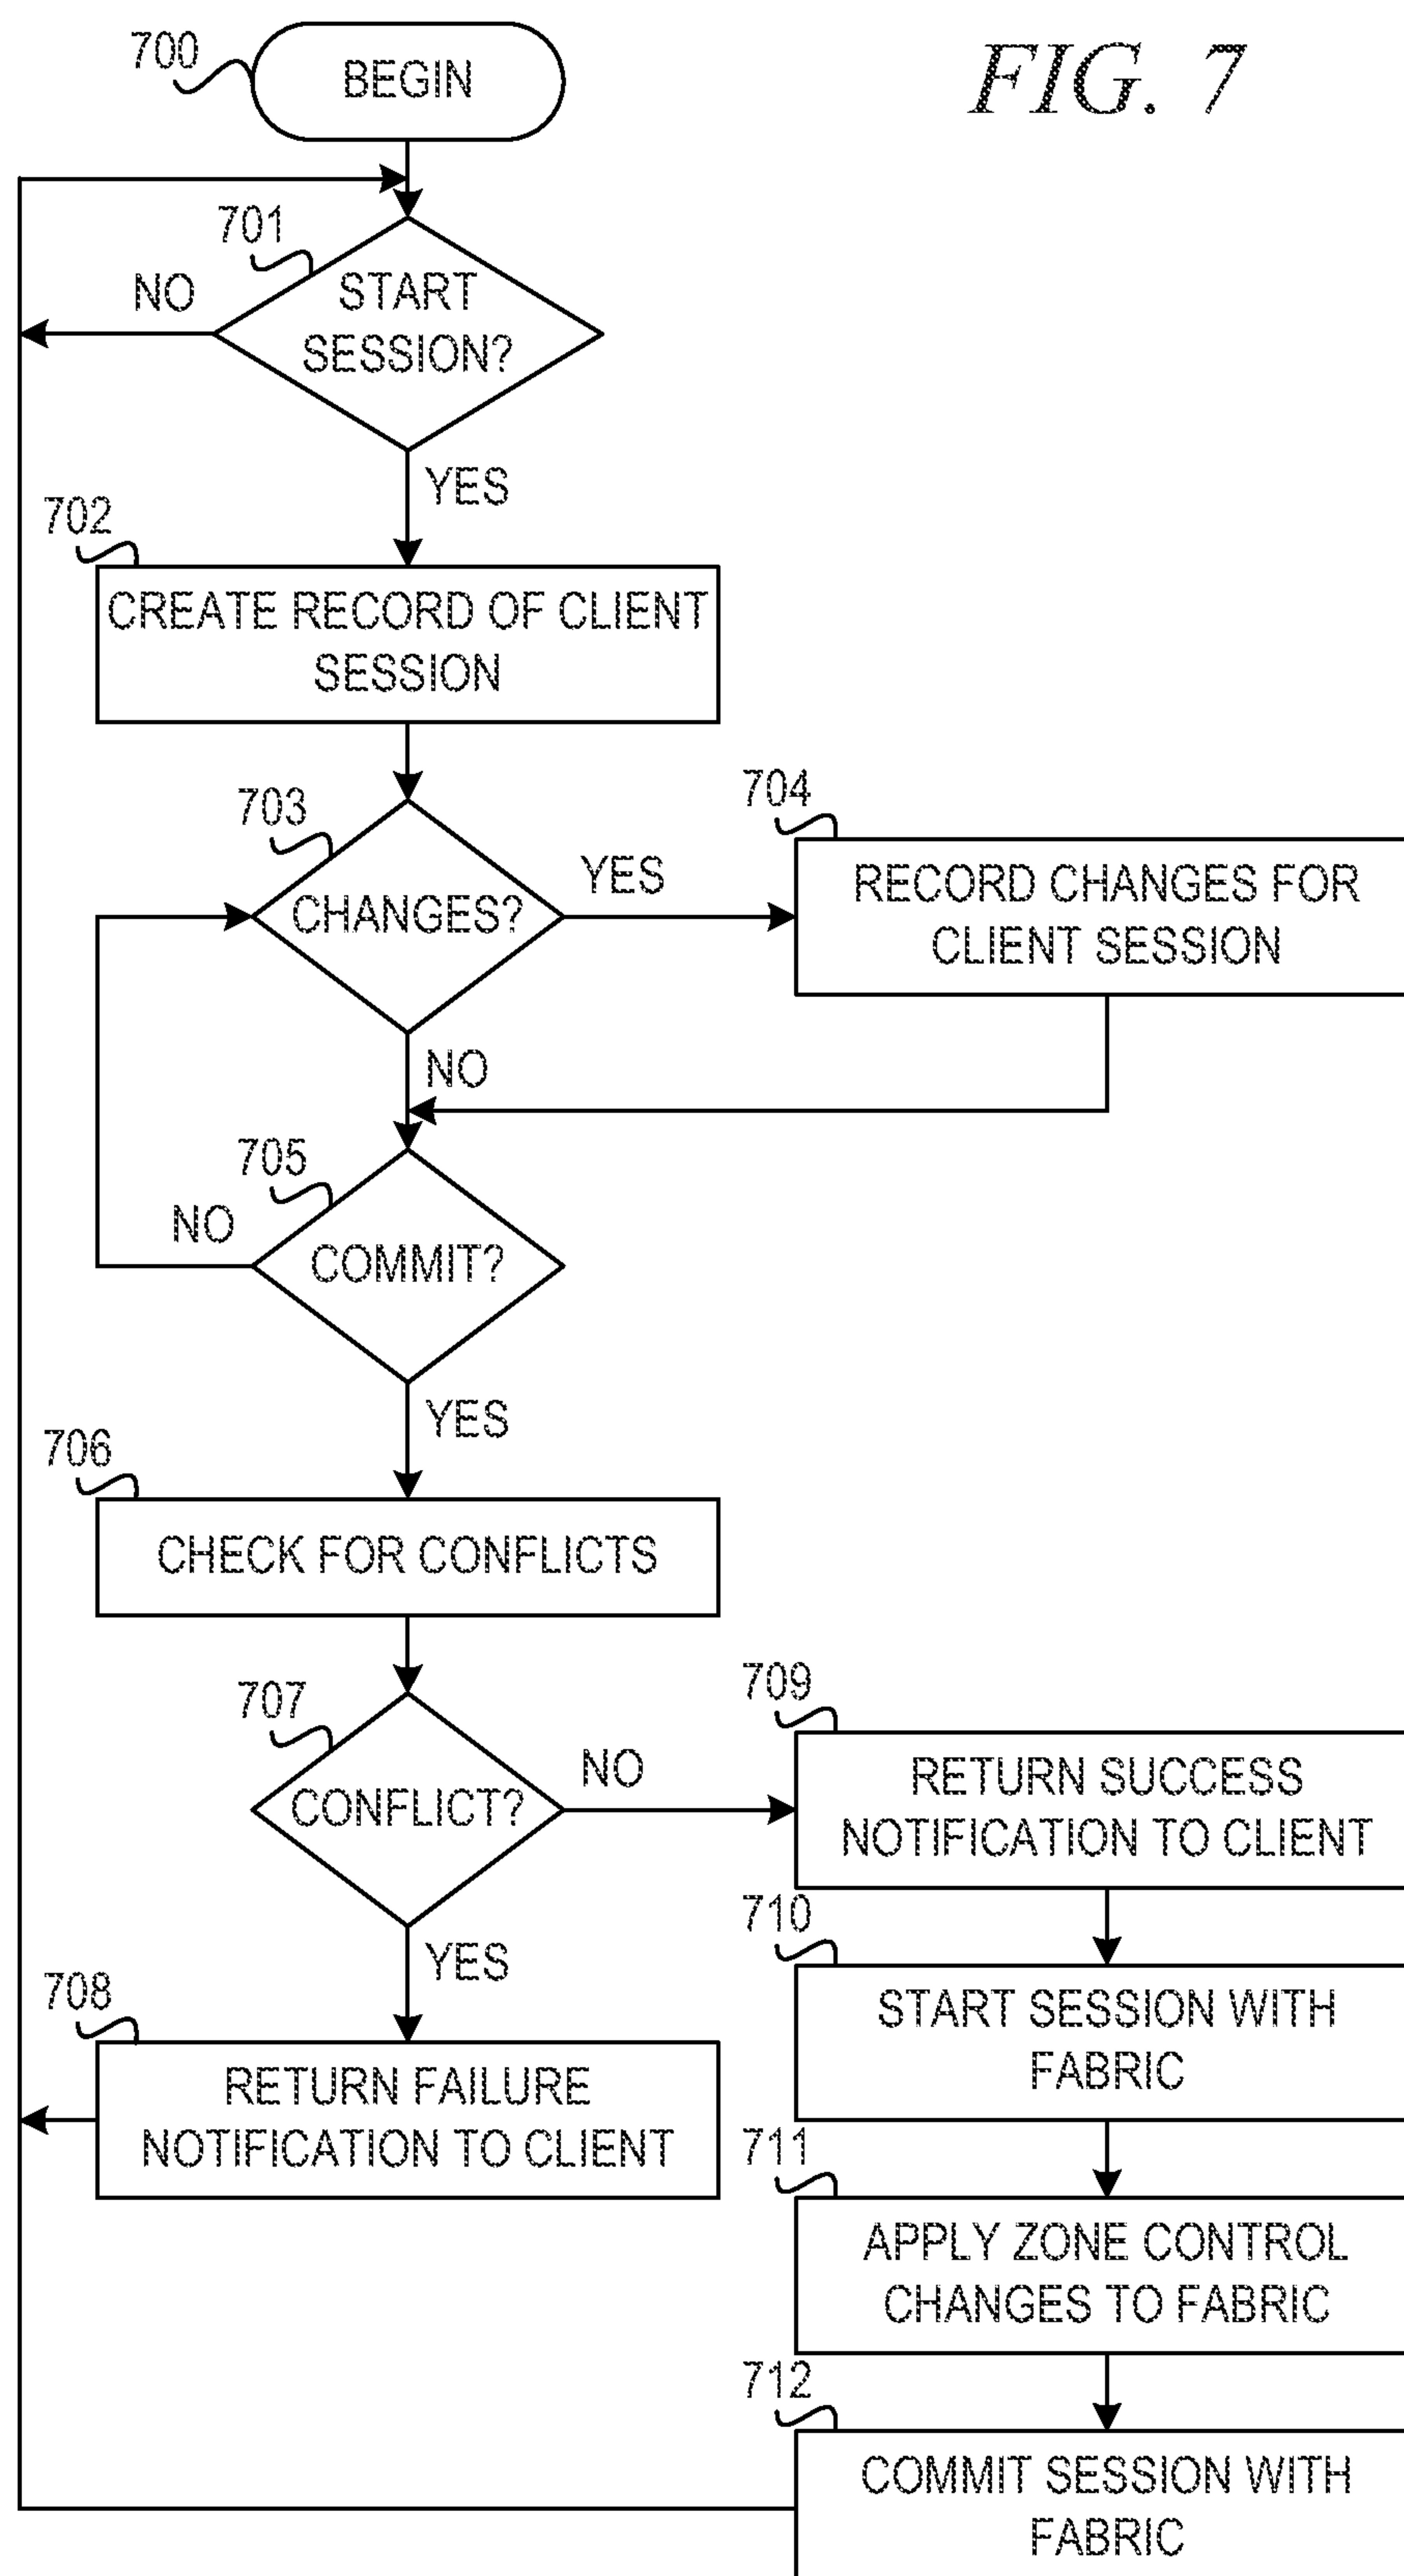 FIG. 7
700
BEGIN
701
START
SESSION?
NO
YES
702
CREATE RECORD OF CLIENT
SESSION
703
CHANGES?
YES
NO
704
RECORD CHANGES FOR
CLIENT SESSION
705
COMMIT?
NO
YES
706
CHECK FOR CONFLICTS
707
CONFLICT?
NO
YES
708
RETURN FAILURE
NOTIFICATION TO CLIENT
709
RETURN SUCCESS
NOTIFICATION TO CLIENT
710
START SESSION WITH
FABRIC
711
APPLY ZONE CONTROL
CHANGES TO FABRIC
712
COMMIT SESSION WITH
FABRIC